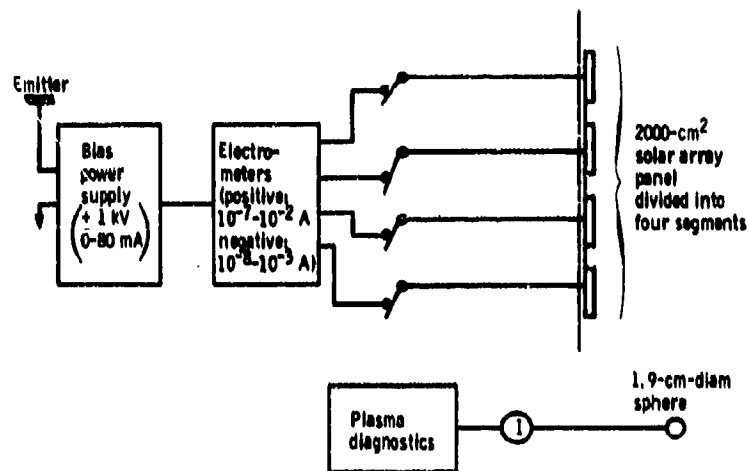 Emitter
Bias
power
supply
(± 1 kV
0-80 mA)
Electro-
meters
(positive;
10⁻⁷-10⁻² A
negative;
10⁻⁸-10⁻³ A)
2000-cm²
solar array
panel
divided into
four segments
Plasma
diagnostics
I
1.9-cm-diam
sphere